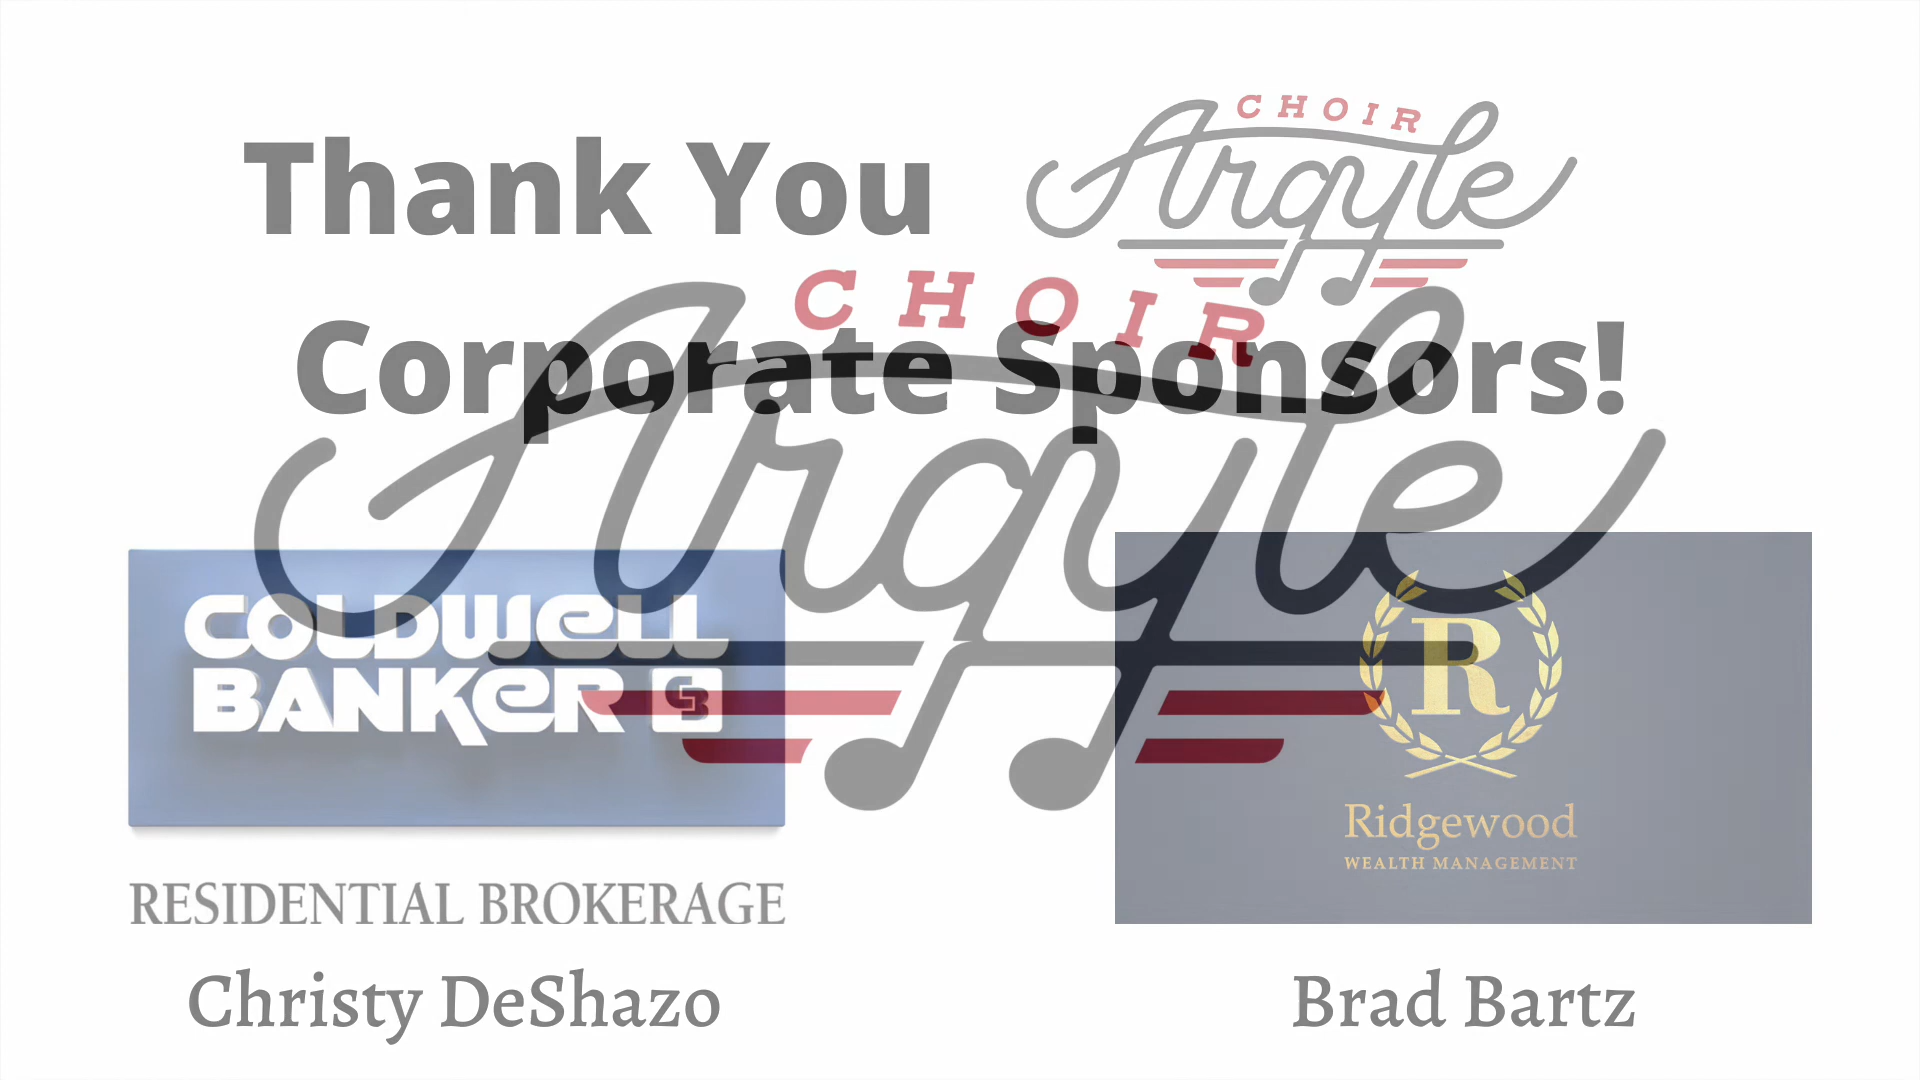 CHOIR
Thank You Argyle
CHOIR
Corporate Sponsors!
Argyle
COLDWELL
BANKER CB
R
Ridgewood
WEALTH MANAGEMENT
RESIDENTIAL BROKERAGE
Christy DeShazo
Brad Bartz